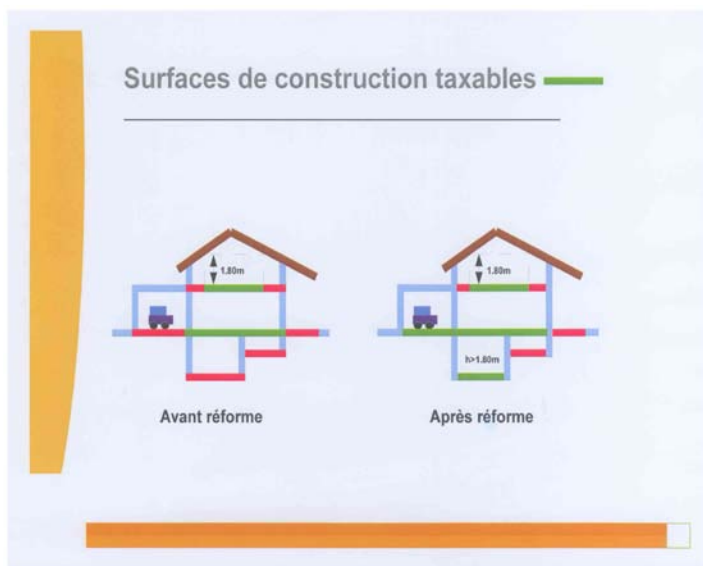 Surfaces de construction taxables
1.80m
1.80m
h>1.80m
Avant réforme
Après réforme